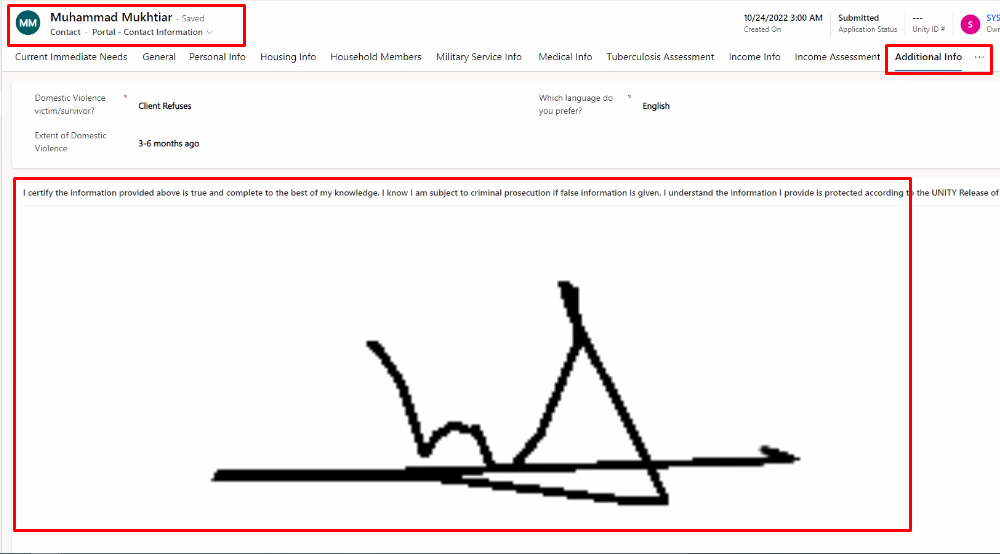 MM
Muhammad Mukhtiar - Saved
Contact · Portal - Contact Information
10/24/2022 3:00 AM
Created On
Submitted
Application Status
---
Unity ID #
S
SYS
Own
Current Immediate Needs General Personal Info Housing Info Household Members Military Service Info Medical Info Tuberculosis Assessment Income Info Income Assessment Additional Info ...
Domestic Violence * victim/survivor?
Client Refuses
Which language do * you prefer?
English
Extent of Domestic
Violence
3-6 months ago
I certify the information provided above is true and complete to the best of my knowledge. I know I am subject to criminal prosecution if false information is given. I understand the information I provide is protected according to the UNITY Release of